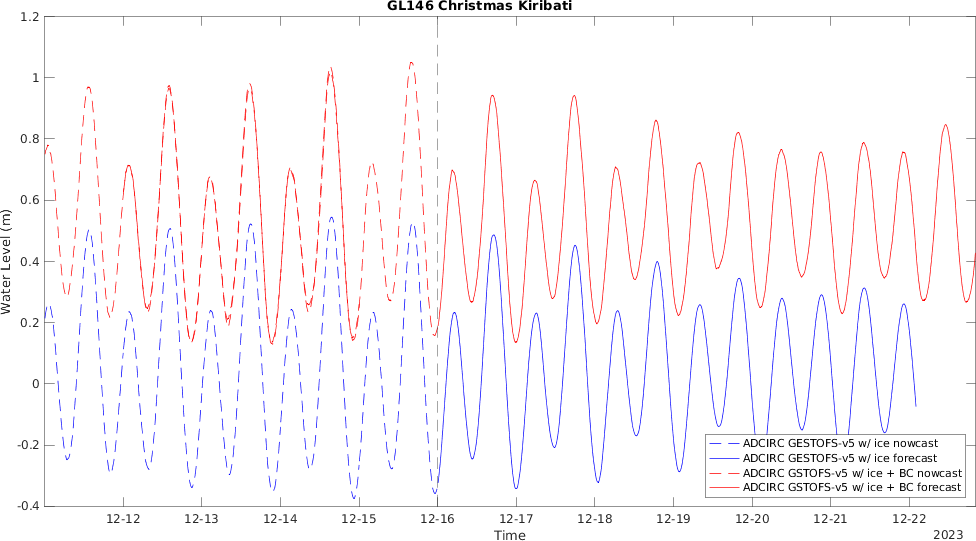 GL146 Christmas Kiribati
Water Level (m)
1.2
1
0.8
0.6
0.4
0.2
0
-0.2
-0.4
ADCIRC GESTOFS-v5 w/ ice nowcast
ADCIRC GESTOFS-v5 w/ ice forecast
ADCIRC GSTOFS-v5 w/ ice + BC nowcast
ADCIRC GSTOFS-v5 w/ ice + BC forecast
12-12 12-13 12-14 12-15 12-16 12-17 12-18 12-19 12-20 12-21 12-22
Time
2023